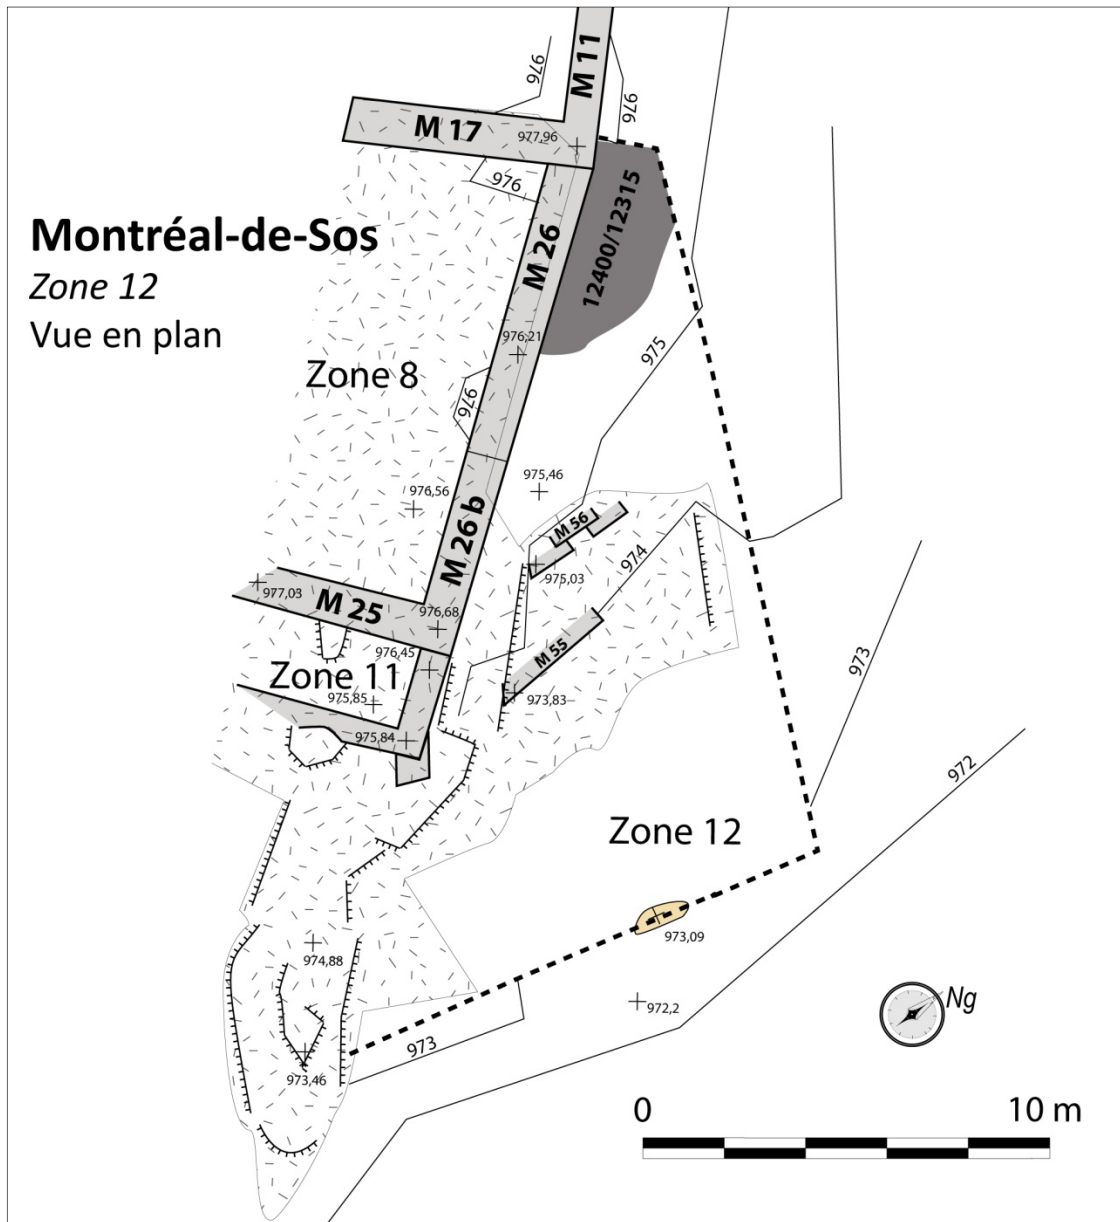 M 11
976
976
M 17
977,96
976
12400/12315
Montréal-de-Sos
Zone 12
Vue en plan
M 26
976,21
975
Zone 8
976
976,56
975,46
M 26 b
M 56
974
975,03
977,03
M 25
976,68
976,45
M 55
973
Zone 11
975,85
973,83
975,84
972
Zone 12
973,09
974,88
972,2
Ng
973
973,46
0
10 m